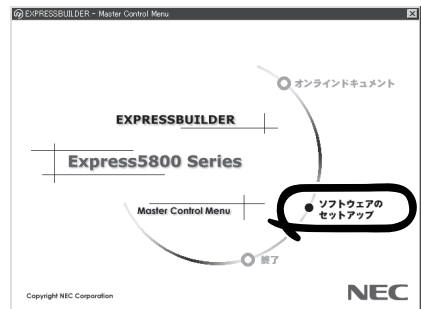 EXPRESSBUILDER - Master Control Menu
オンラインドキュメント
EXPRESSBUILDER
Express5800 Series
Master Control Menu
ソフトウェアの
セットアップ
終了
Copyright NEC Corporation
NEC